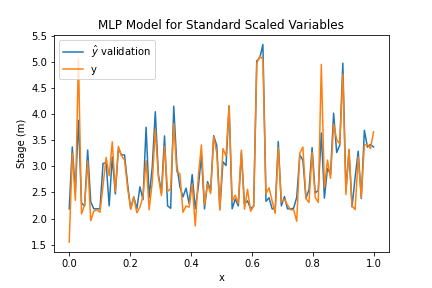 MLP Model for Standard Scaled Variables
ŷ validation
y
Stage (m)
5.5
5.0
4.5
4.0
3.5
3.0
2.5
2.0
1.5
0.0 0.2 0.4 0.6 0.8 1.0
x